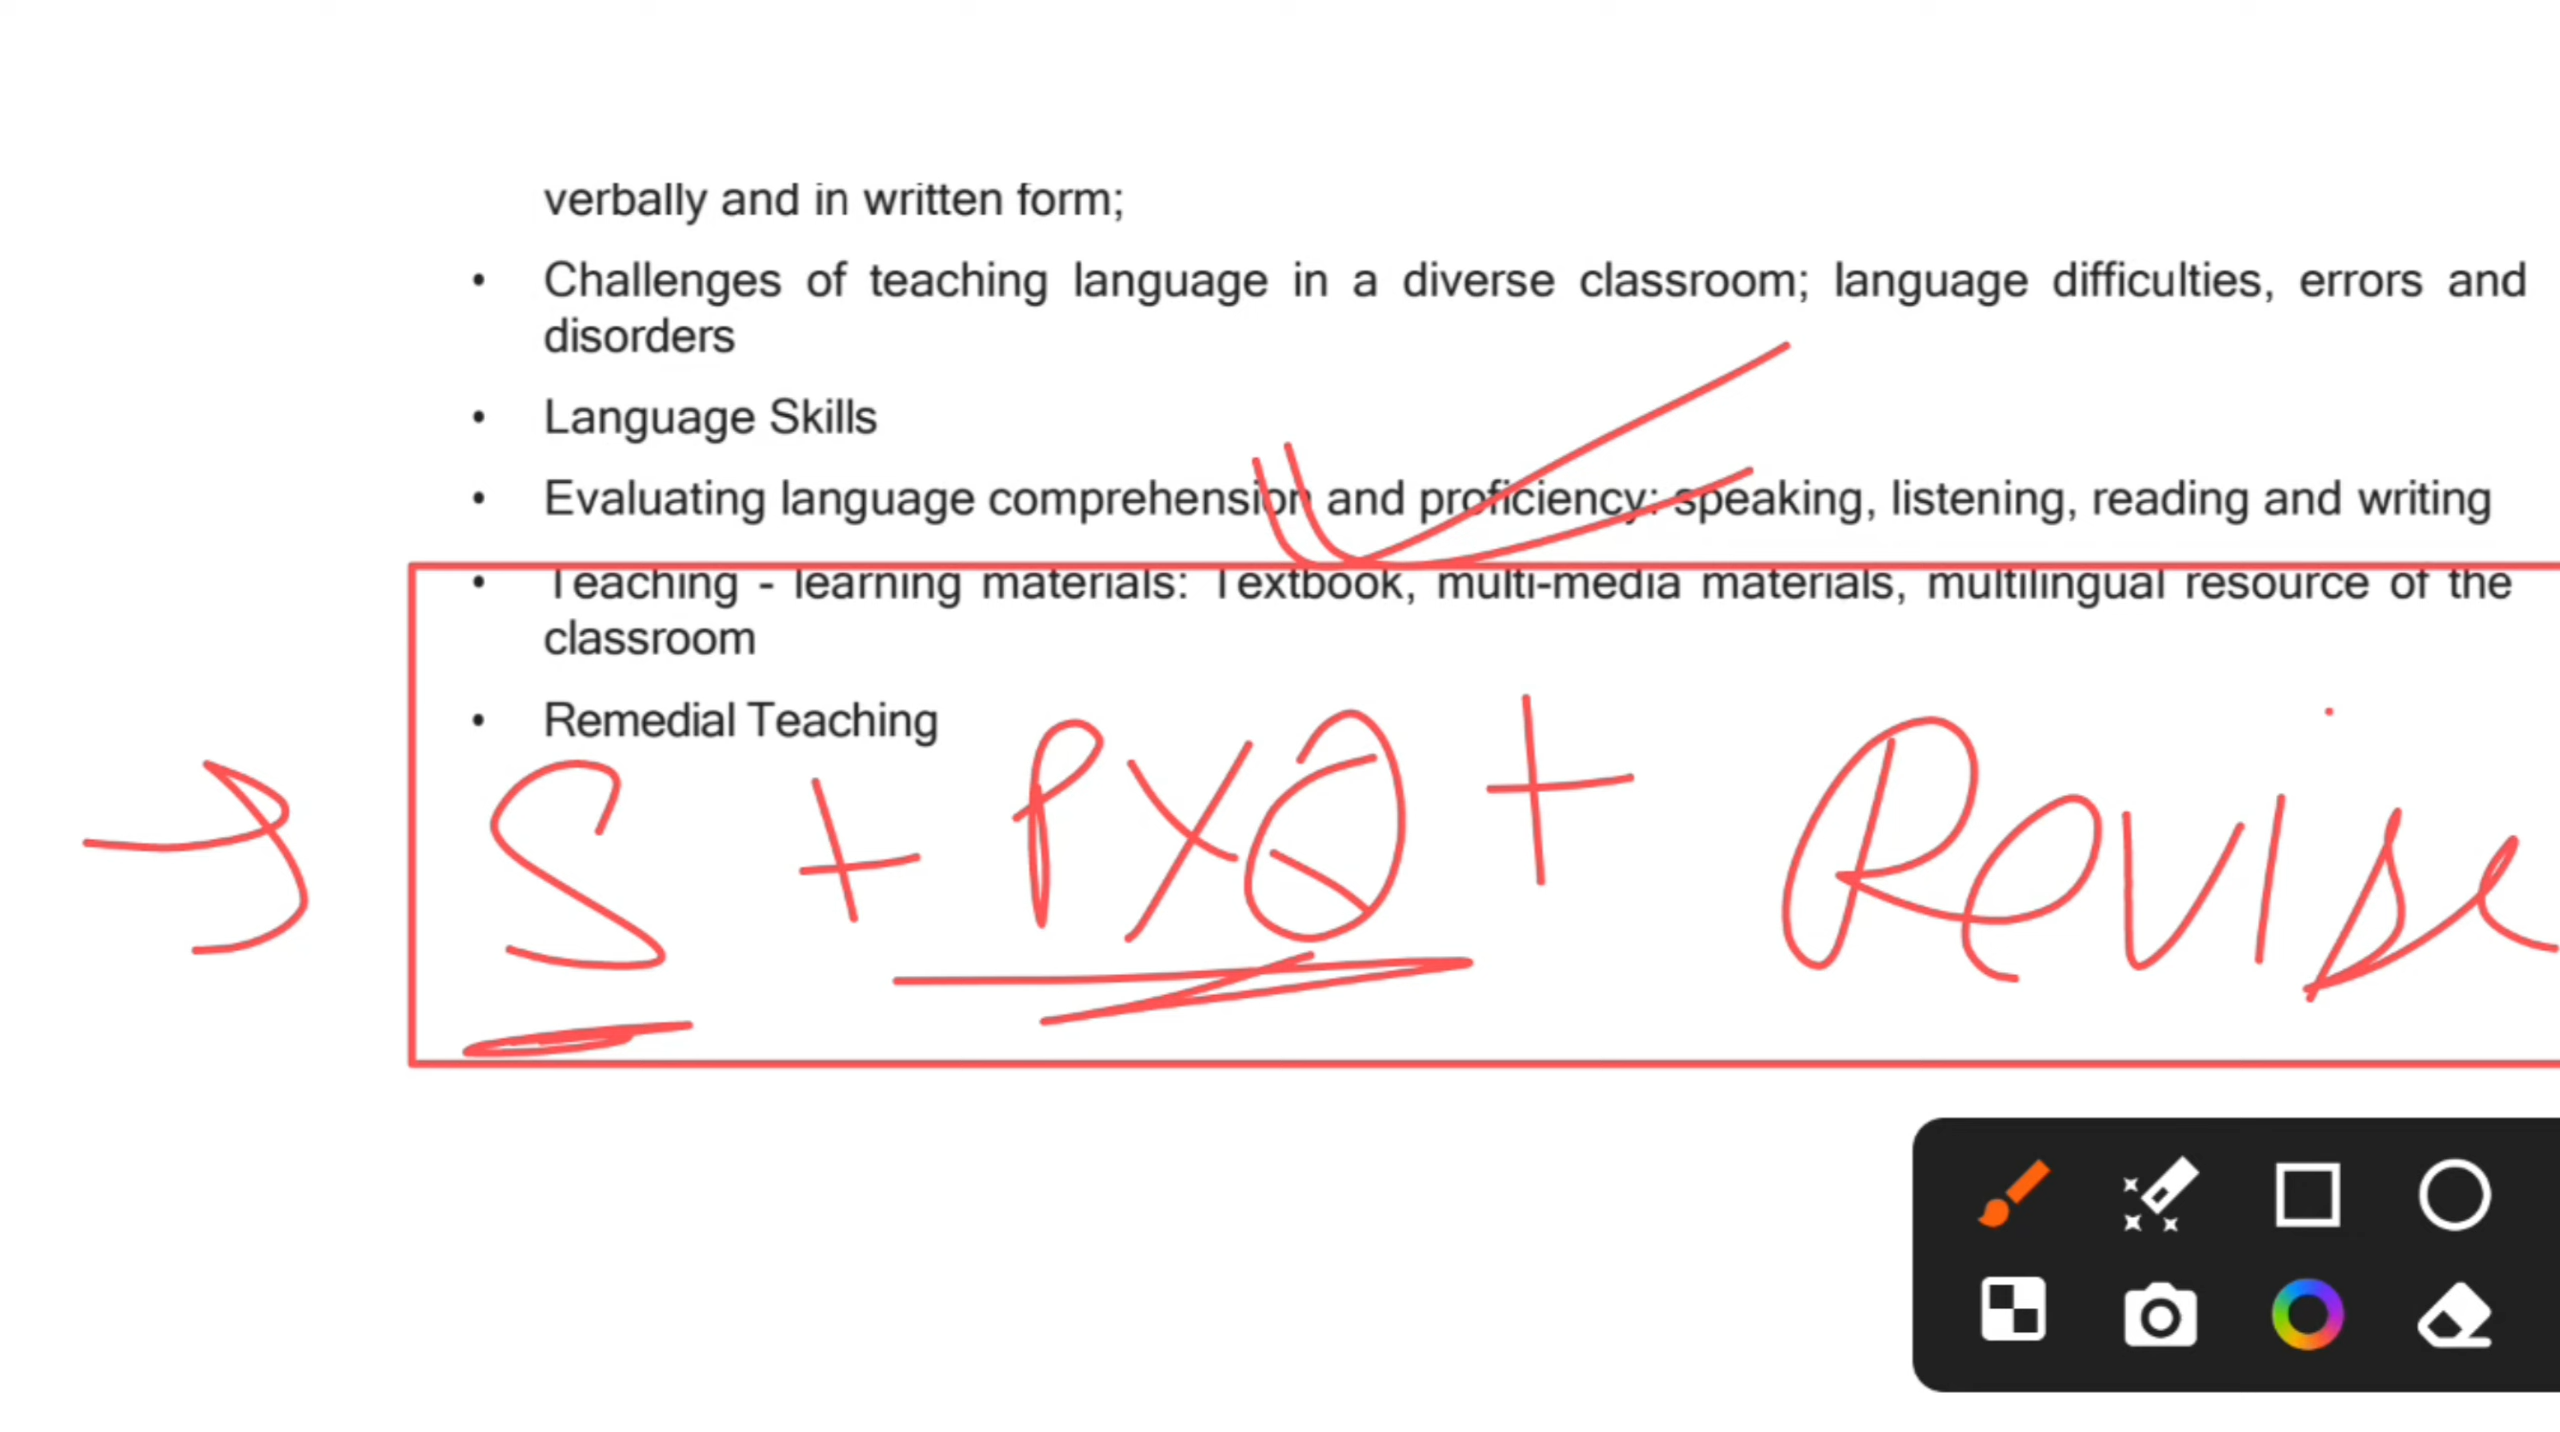 verbally and in written form;
• Challenges of teaching language in a diverse classroom; language difficulties, errors and
disorders
• Language Skills
• Evaluating language comprehension and proficiency: speaking, listening, reading and writing
• Teaching - learning materials: Textbook, multi-media materials, multilingual resource of the
classroom
• Remedial Teaching
→ S + PYQ + Revise